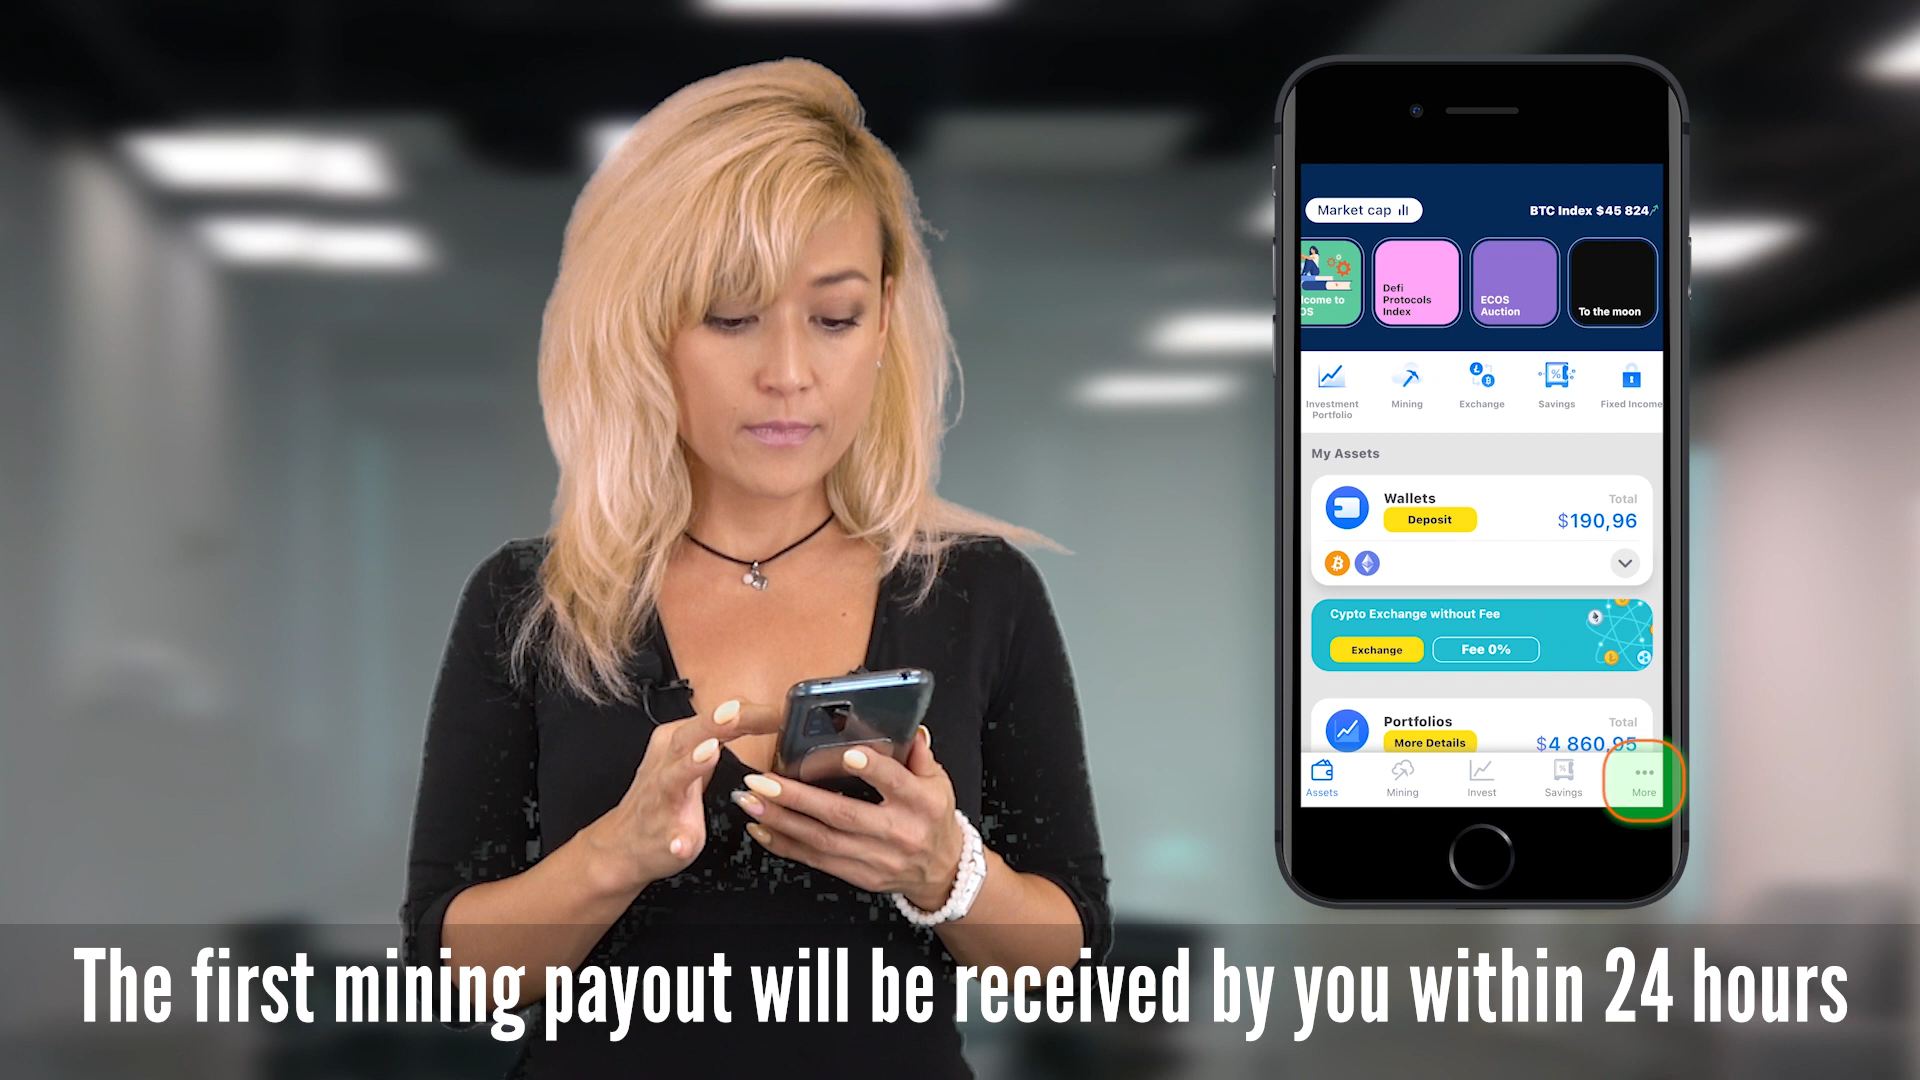 Market cap
BTC Index $45 824
lcome to
OS
Defi
Protocols
Index
ECOS
Auction
To the moon
Investment
Portfolio
Mining
Exchange
Savings
Fixed Income
My Assets
Wallets
Total
Deposit
$190,96
Cypto Exchange without Fee
Exchange
Fee 0%
Portfolios
Total
More Details
$4 860,95
Assets
Mining
Invest
Savings
More
The first mining payout will be received by you within 24 hours